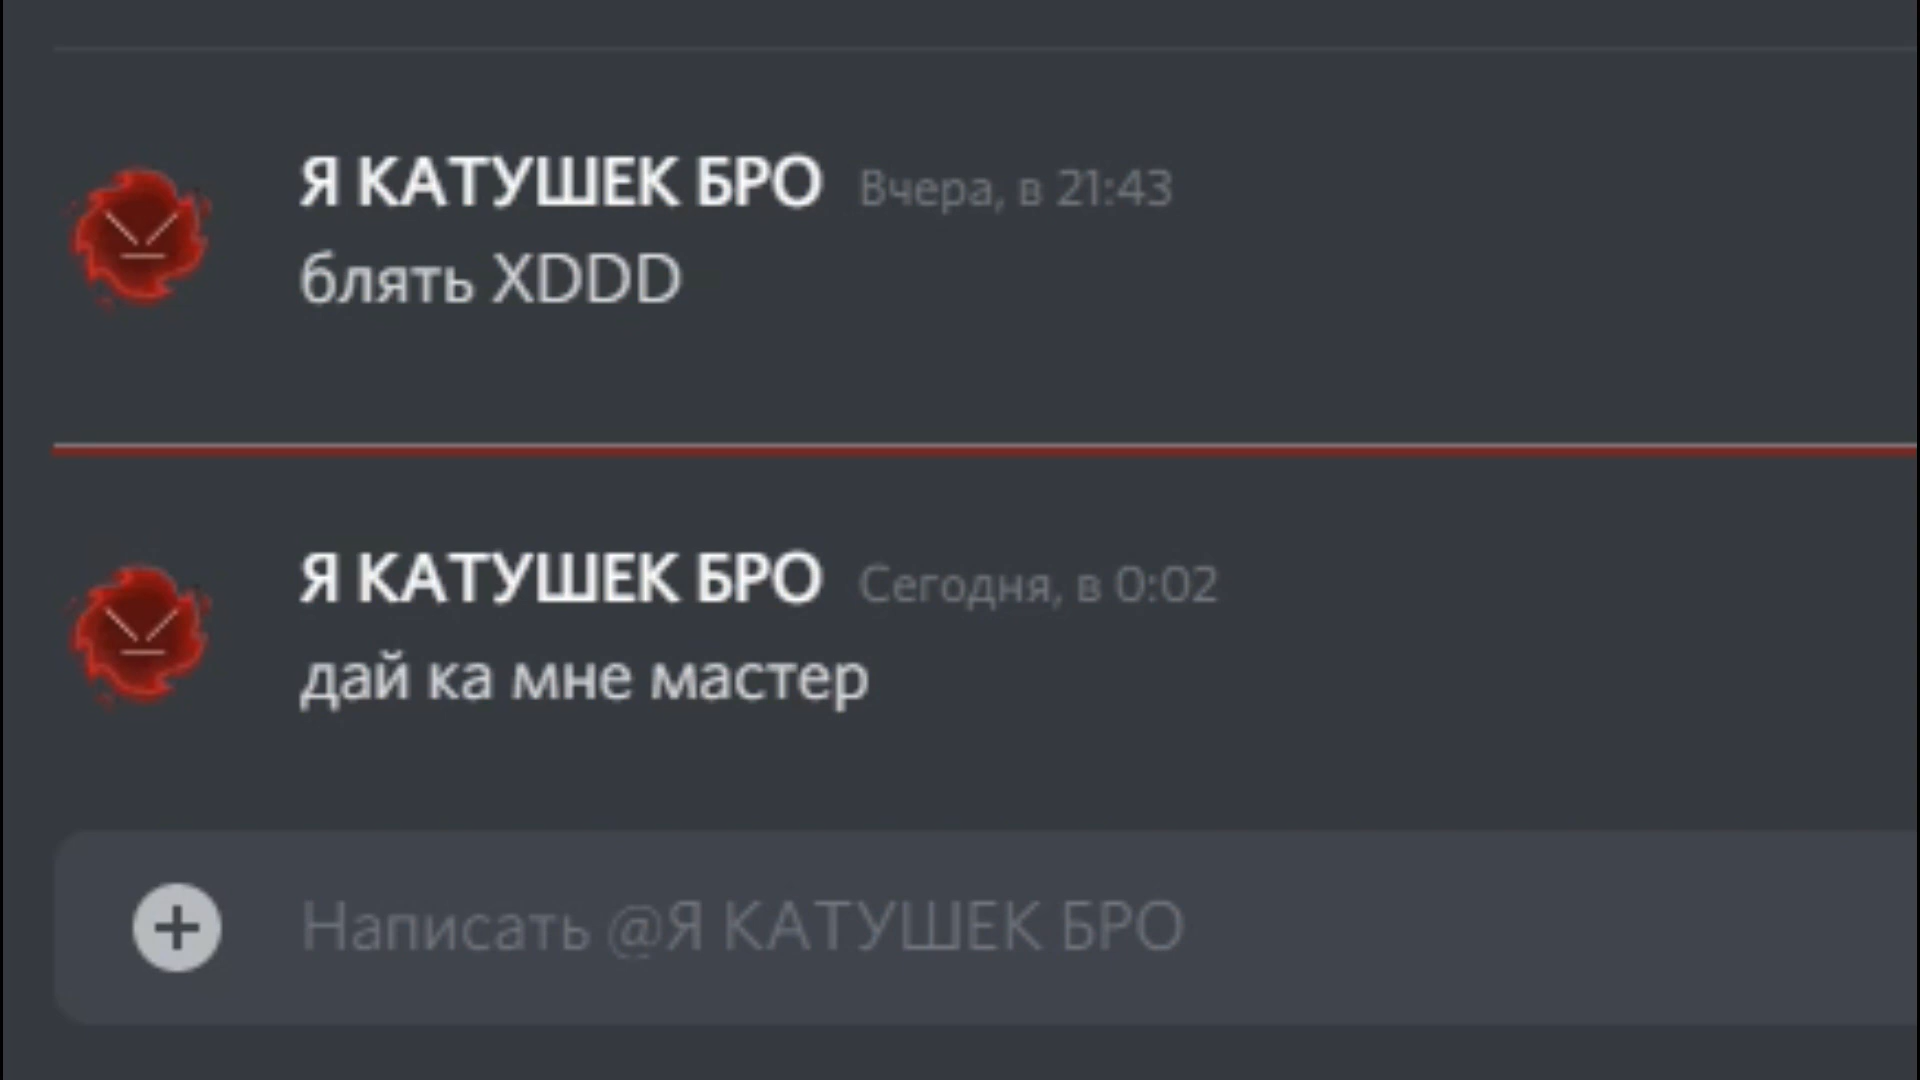 Я КАТУШЕК БРО Вчера, в 21:43
блять XDDD
Я КАТУШЕК БРО Сегодня, в 0:02
дай ка мне мастер
Написать @Я КАТУШЕК БРО